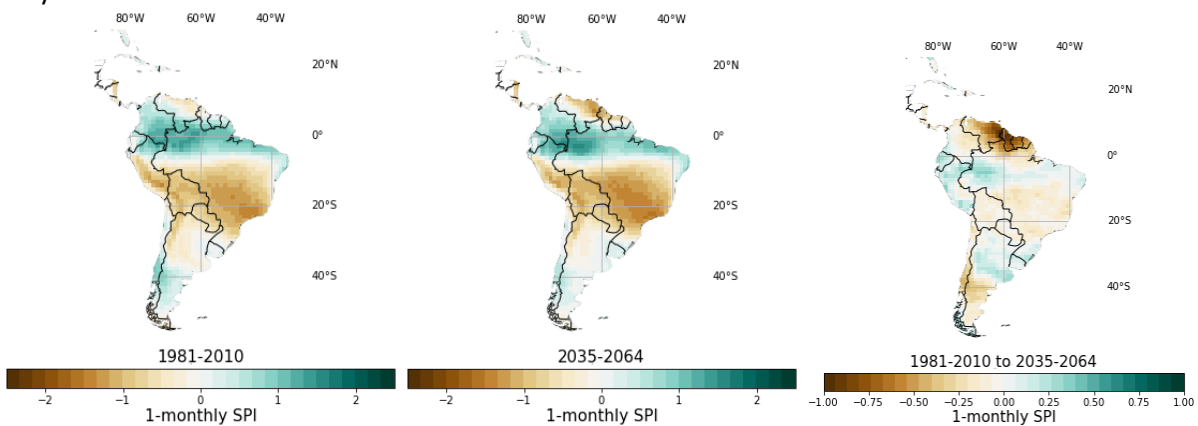 80°W 60°W 40°W
20°N
0°
20°S
40°S
1981-2010
−2 −1 0 1 2
1-monthly SPI
80°W 60°W 40°W
20°N
0°
20°S
40°S
2035-2064
−2 −1 0 1 2
1-monthly SPI
80°W 60°W 40°W
20°N
0°
20°S
40°S
1981-2010 to 2035-2064
−1.00 −0.75 −0.50 −0.25 0.00 0.25 0.50 0.75 1.00
1-monthly SPI